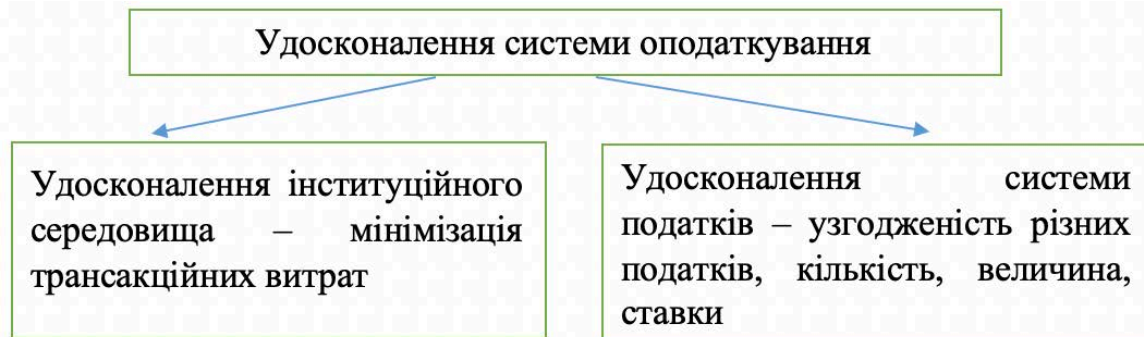 Удосконалення системи оподаткування
Удосконалення інституційного
середовища – мінімізація
трансакційних витрат
Удосконалення системи
податків – узгодженість різних
податків, кількість, величина,
ставки